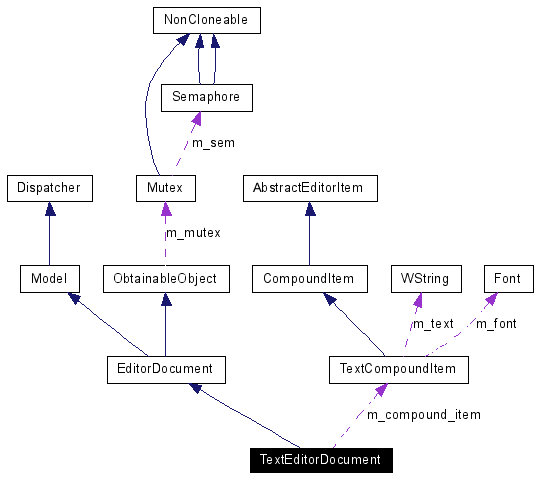 NonCloneable
Semaphore
m_sem
Dispatcher
Mutex
AbstractEditorItem
m_mutex
Model
ObtainableObject
CompoundItem
WString
Font
m_text
m_font
EditorDocument
TextCompoundItem
m_compound_item
TextEditorDocument